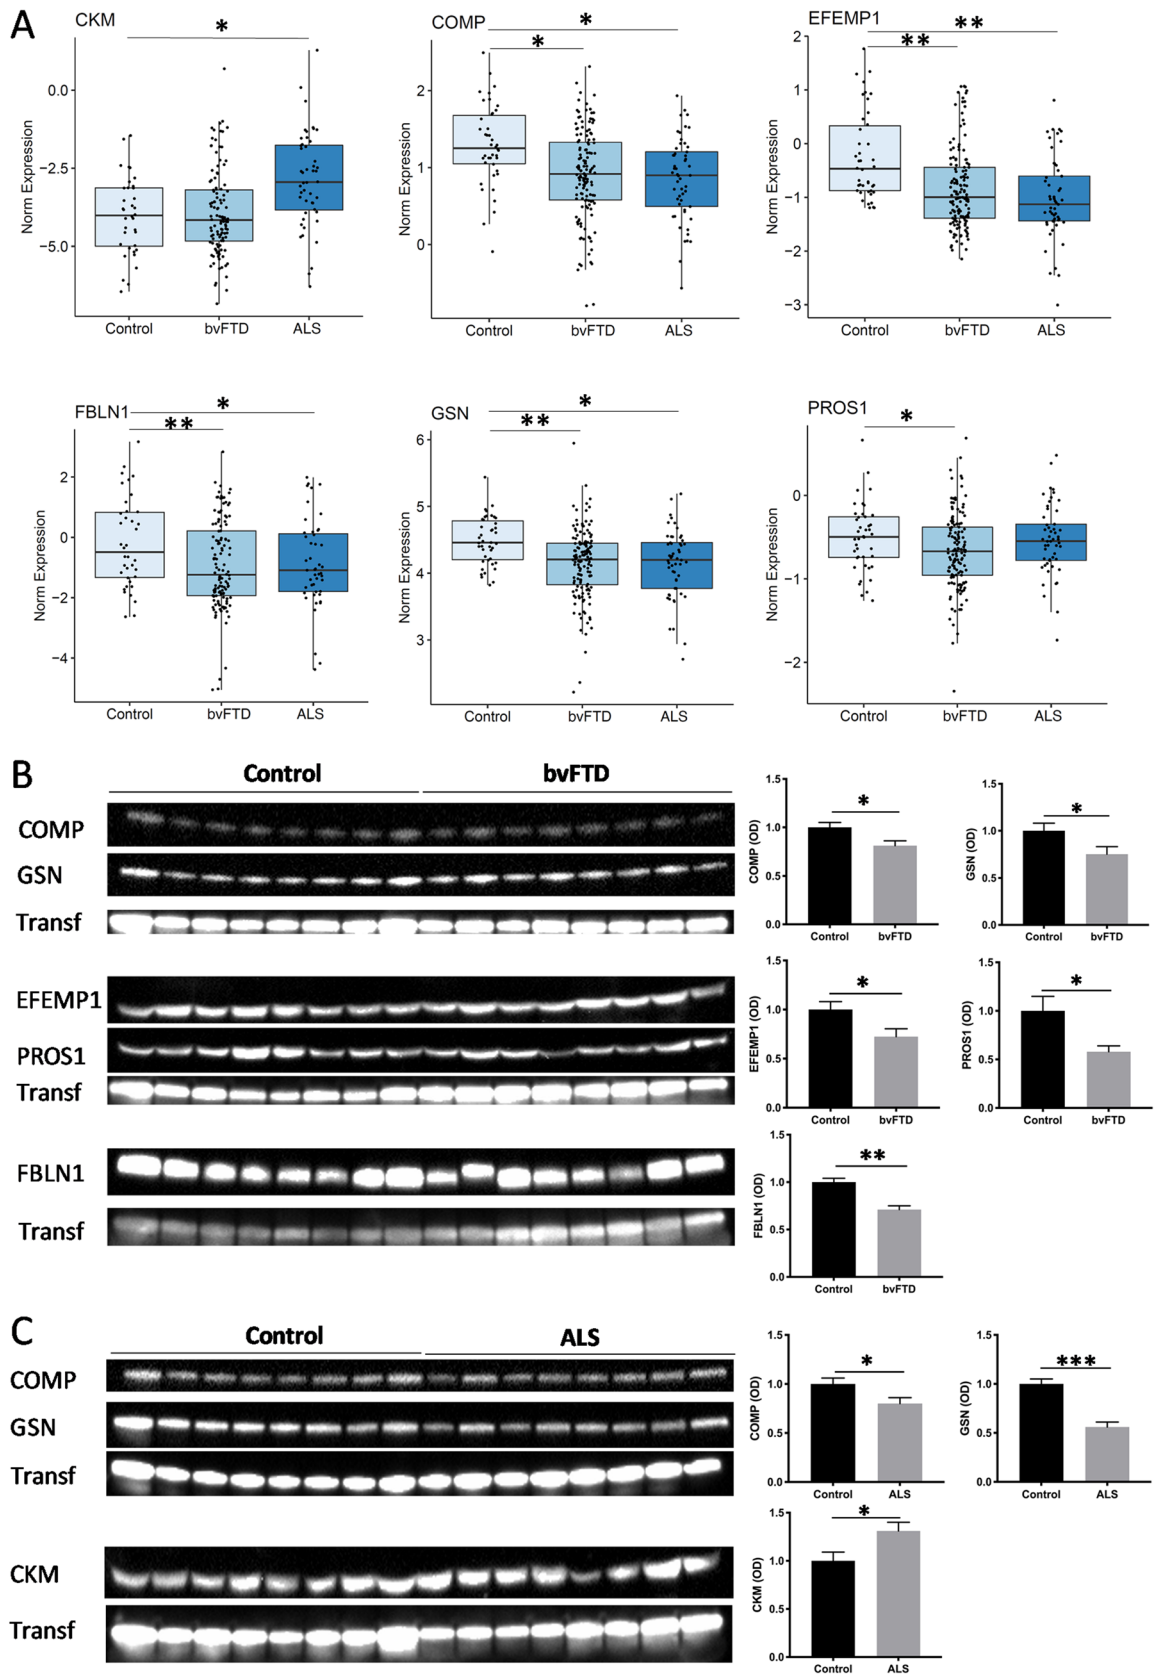 A
CKM
*
Norm Expression
0.0
−2.5
−5.0
Control bvFTD ALS
COMP
*
*
Norm Expression
2
1
0
Control bvFTD ALS
EFEMP1
**
**
Norm Expression
2
1
0
−1
−2
−3
Control bvFTD ALS
FBLN1
*
**
Norm Expression
2
0
−2
−4
Control bvFTD ALS
GSN
*
**
Norm Expression
6
5
4
3
Control bvFTD ALS
PROS1
*
Norm Expression
0
−1
−2
Control bvFTD ALS
B
Control bvFTD
COMP
GSN
Transf
EFEMP1
PROS1
Transf
FBLN1
Transf
COMP (OD)
1.5
1.0
0.5
0.0
*
Control bvFTD
GSN (OD)
1.5
1.0
0.5
0.0
*
Control bvFTD
EFEMP1 (OD)
1.5
1.0
0.5
0.0
*
Control bvFTD
PROS1 (OD)
1.5
1.0
0.5
0.0
*
Control bvFTD
FBLN1 (OD)
1.5
1.0
0.5
0.0
**
Control bvFTD
C
Control ALS
COMP
GSN
Transf
CKM
Transf
COMP (OD)
1.5
1.0
0.5
0.0
*
Control ALS
GSN (OD)
1.5
1.0
0.5
0.0
***
Control ALS
CKM (OD)
1.5
1.0
0.5
0.0
*
Control ALS